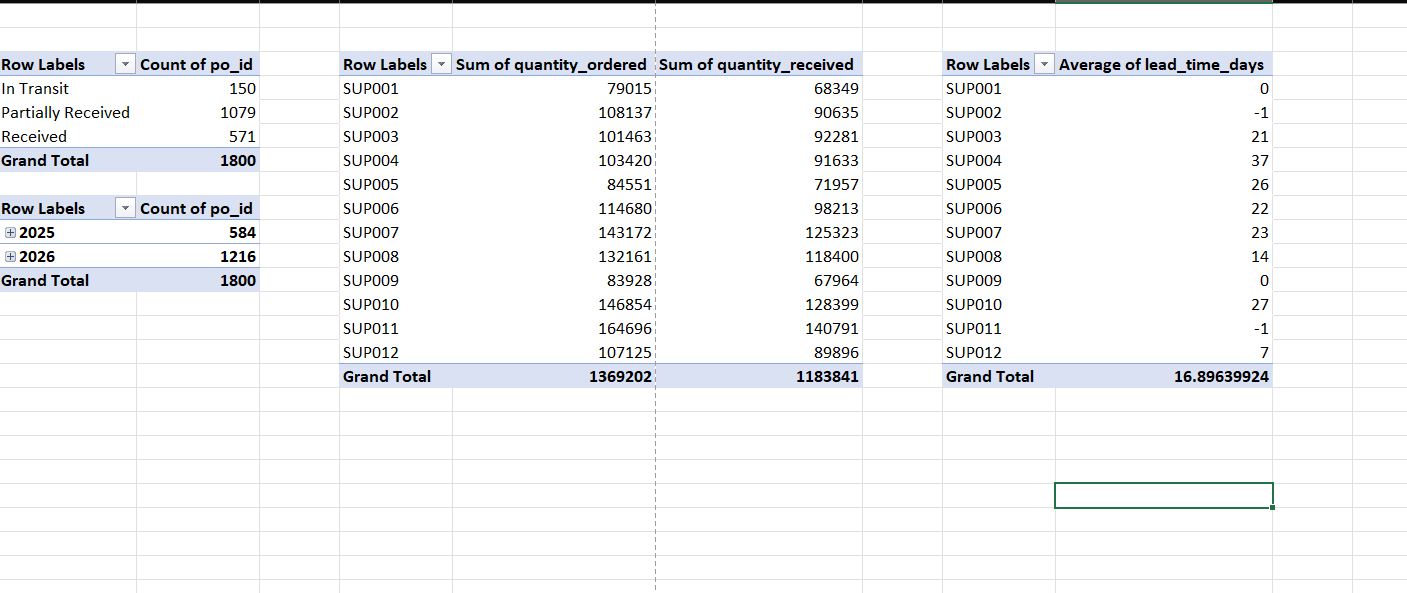 Row Labels Count of po_id
In Transit 150
Partially Received 1079
Received 571
Grand Total 1800
Row Labels Count of po_id
2025 584
2026 1216
Grand Total 1800
Row Labels Sum of quantity_ordered Sum of quantity_received
SUP001 79015 68349
SUP002 108137 90635
SUP003 101463 92281
SUP004 103420 91633
SUP005 84551 71957
SUP006 114680 98213
SUP007 143172 125323
SUP008 132161 118400
SUP009 83928 67964
SUP010 146854 128399
SUP011 164696 140791
SUP012 107125 89896
Grand Total 1369202 1183841
Row Labels Average of lead_time_days
SUP001 0
SUP002 -1
SUP003 21
SUP004 37
SUP005 26
SUP006 22
SUP007 23
SUP008 14
SUP009 0
SUP010 27
SUP011 -1
SUP012 7
Grand Total 16.89639924